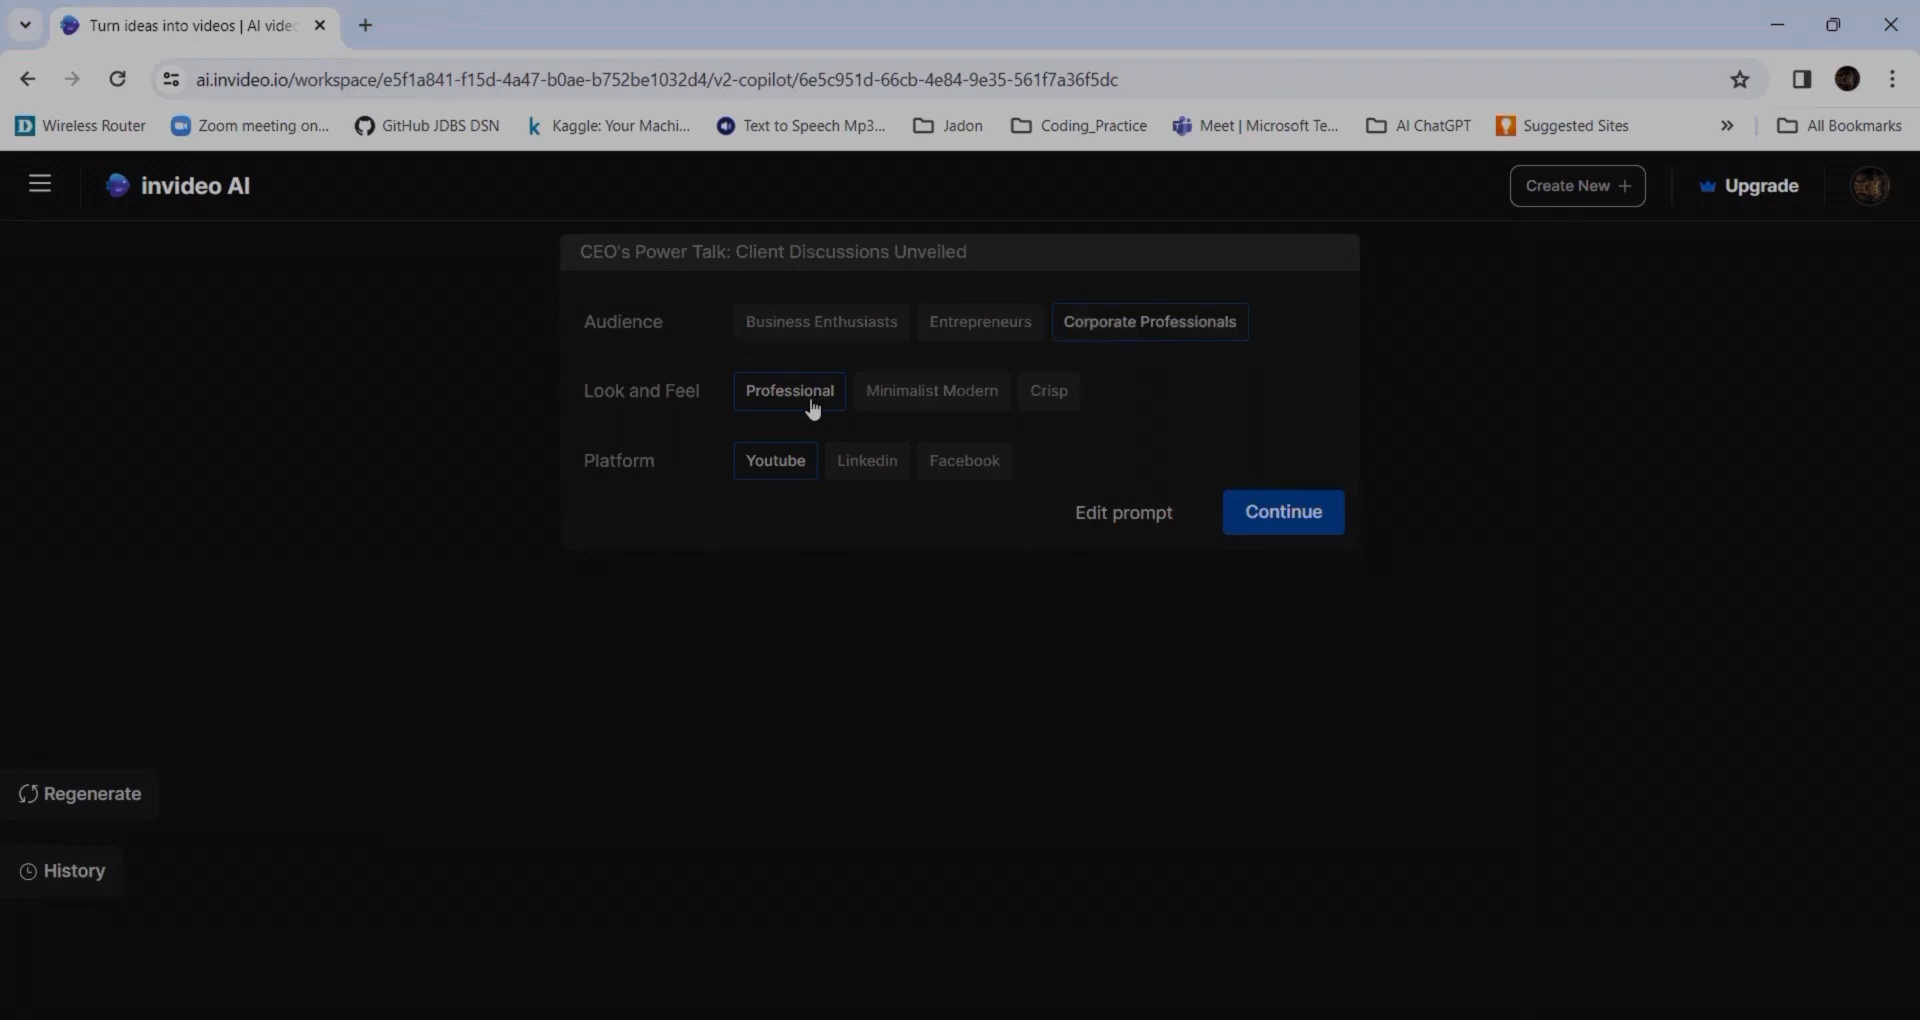 Turn ideas into videos | AI videc
ai.invideo.io/workspace/e5f1a841-f15d-4a47-b0ae-b752be1032d4/v2-copilot/6e5c951d-66cb-4e84-9e35-561f7a36f5dc
Wireless Router Zoom meeting on... GitHub JDBS DSN Kaggle: Your Machi... Text to Speech Mp3... Jadon Coding_Practice Meet | Microsoft Te... AI ChatGPT Suggested Sites » All Bookmarks
invideo AI Create New + Upgrade
CEO's Power Talk: Client Discussions Unveiled
Audience Business Enthusiasts Entrepreneurs Corporate Professionals
Look and Feel Professional Minimalist Modern Crisp
Platform Youtube Linkedin Facebook
Edit prompt Continue
Regenerate
History